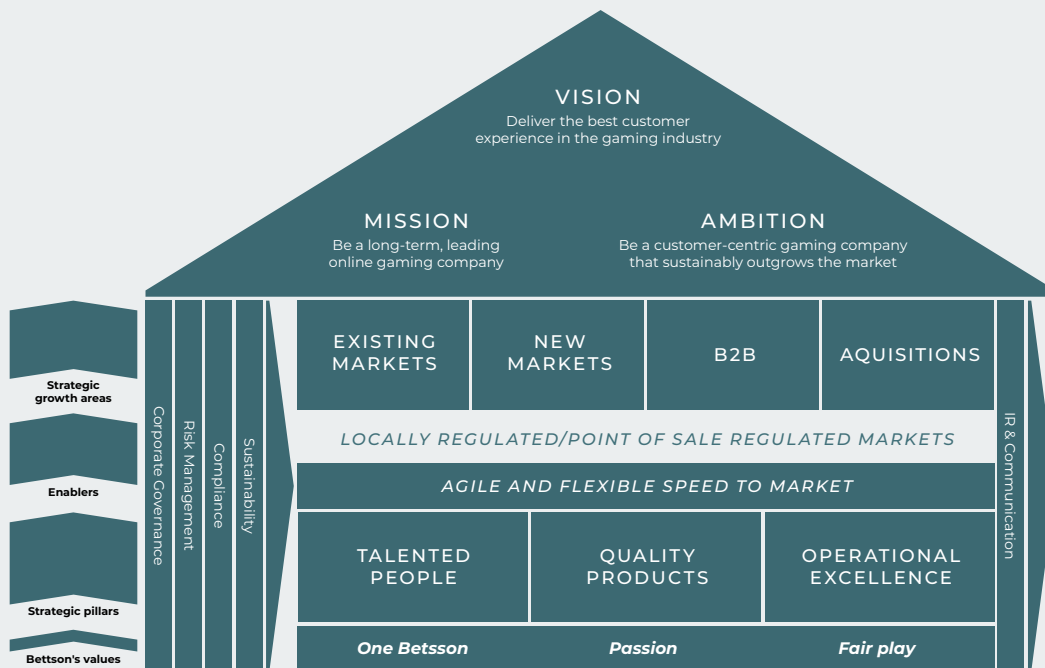 VISION
Deliver the best customer
experience in the gaming industry
MISSION
Be a long-term, leading
online gaming company
AMBITION
Be a customer-centric gaming company
that sustainably outgrows the market
Strategic
growth areas
Enablers
Strategic pillars
Bettson's values
Corporate Governance
Risk Management
Compliance
Sustainability
EXISTING
MARKETS
NEW
MARKETS
B2B
AQUISITIONS
LOCALLY REGULATED/POINT OF SALE REGULATED MARKETS
AGILE AND FLEXIBLE SPEED TO MARKET
TALENTED
PEOPLE
QUALITY
PRODUCTS
OPERATIONAL
EXCELLENCE
One Betsson
Passion
Fair play
IR & Communication